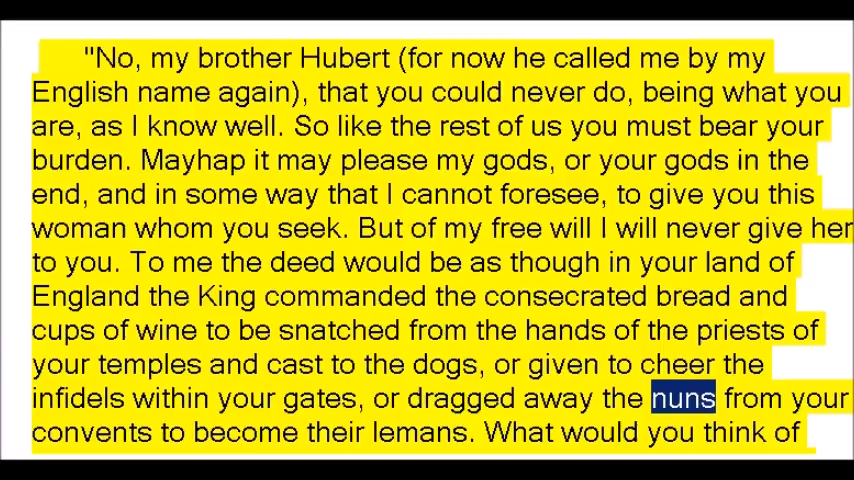 "No, my brother Hubert (for now he called me by my
English name again), that you could never do, being what you
are, as I know well. So like the rest of us you must bear your
burden. Mayhap it may please my gods, or your gods in the
end, and in some way that I cannot foresee, to give you this
woman whom you seek. But of my free will I will never give her
to you. To me the deed would be as though in your land of
England the King commanded the consecrated bread and
cups of wine to be snatched from the hands of the priests of
your temples and cast to the dogs, or given to cheer the
infidels within your gates, or dragged away the nuns from your
convents to become their lemans. What would you think of